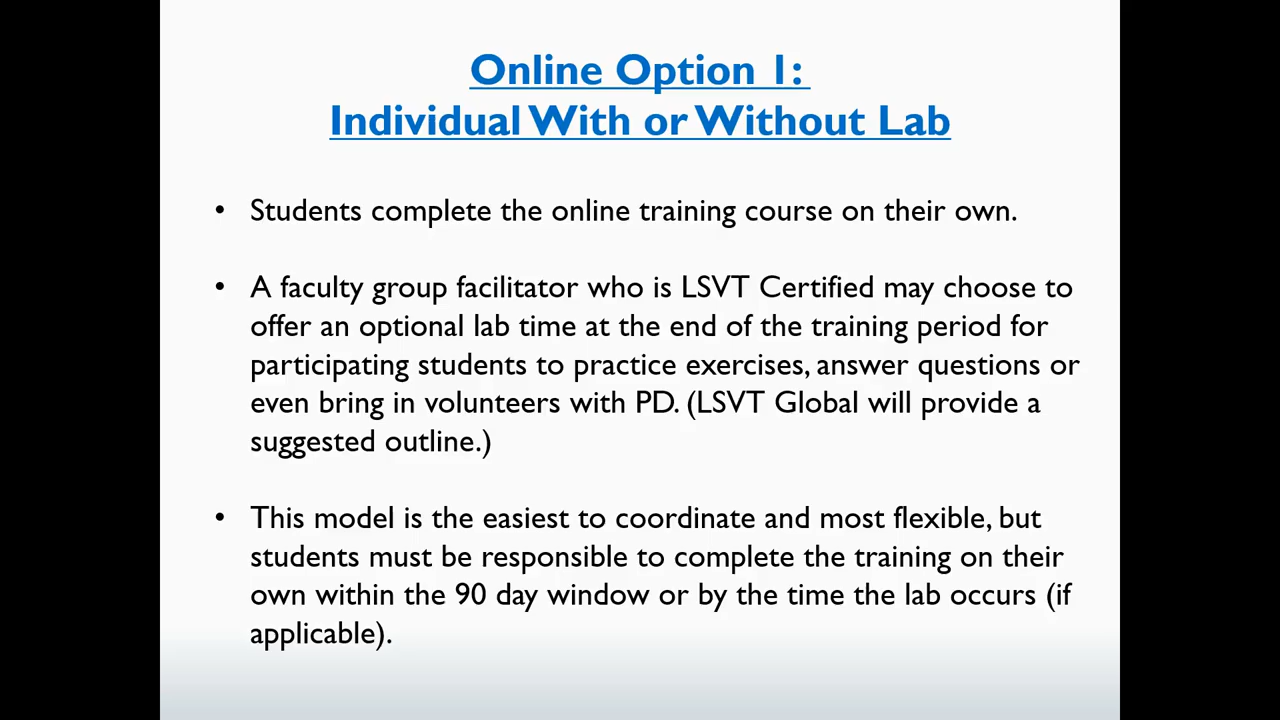 Online Option 1:
Individual With or Without Lab
• Students complete the online training course on their own.
• A faculty group facilitator who is LSVT Certified may choose to
offer an optional lab time at the end of the training period for
participating students to practice exercises, answer questions or
even bring in volunteers with PD. (LSVT Global will provide a
suggested outline.)
• This model is the easiest to coordinate and most flexible, but
students must be responsible to complete the training on their
own within the 90 day window or by the time the lab occurs (if
applicable).